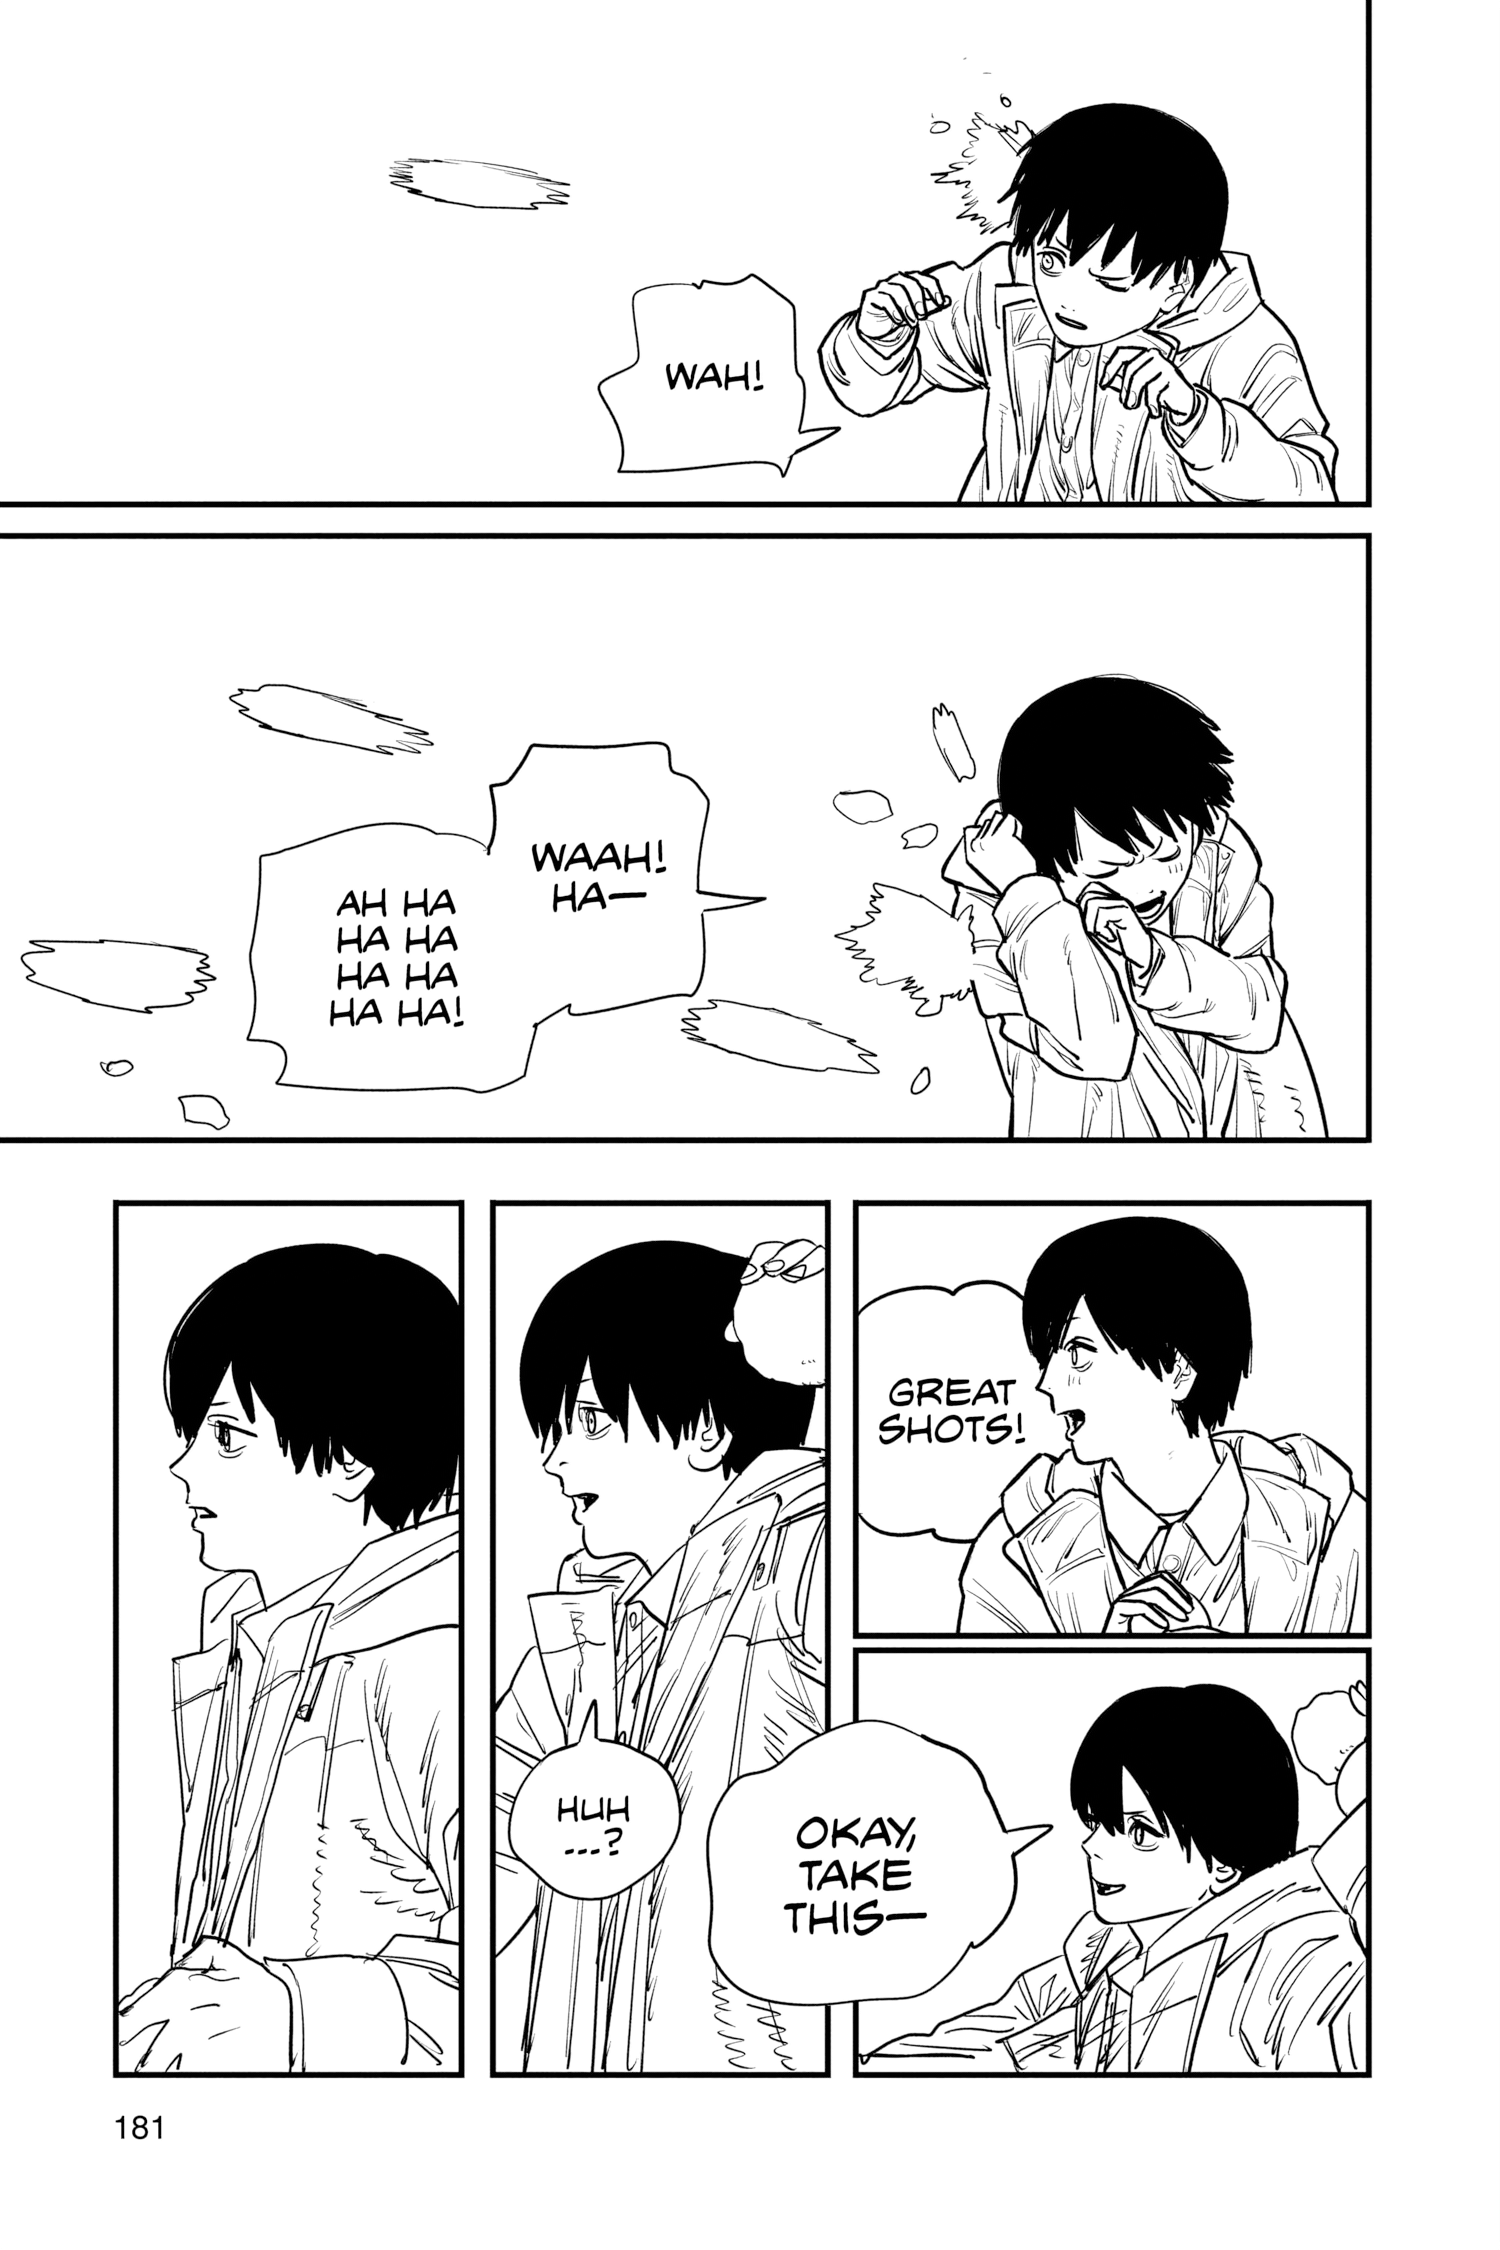 WAH!
WAAH!
HA—
AH HA
HA HA
HA HA
HA HA!
GREAT
SHOTS!
OKAY,
TAKE
THIS—
HUH
...?
181